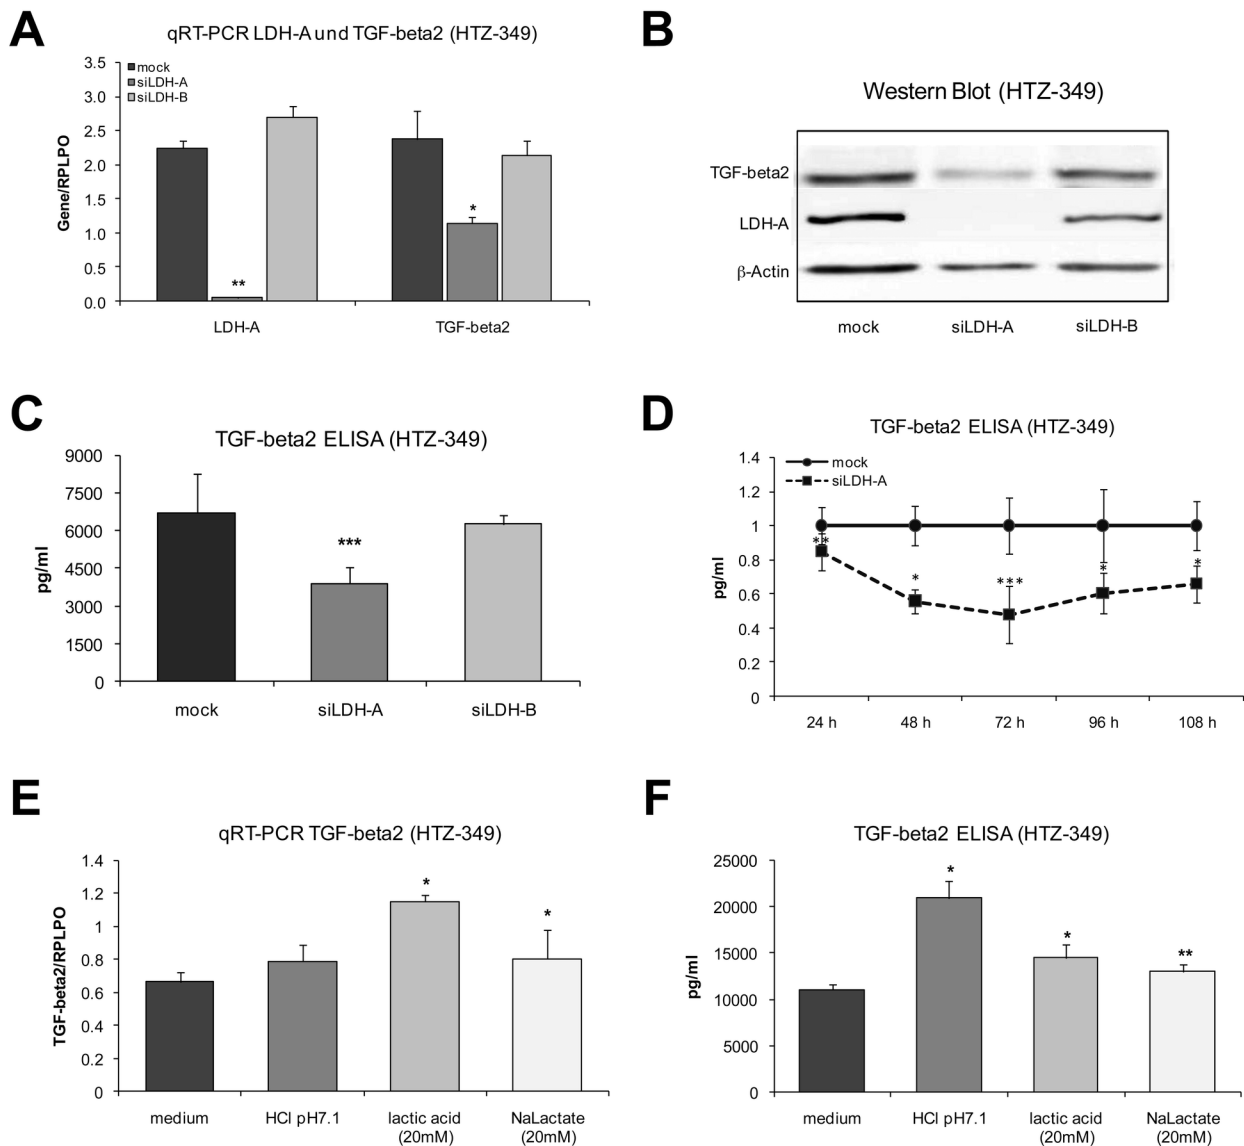 A
qRT-PCR LDH-A und TGF-beta2 (HTZ-349)
mock
siLDH-A
siLDH-B
Gene/RPLPO
3.5
3.0
2.5
2.0
1.5
1.0
0.5
0.0
**
*
LDH-A
TGF-beta2
B
Western Blot (HTZ-349)
TGF-beta2
LDH-A
β-Actin
mock
siLDH-A
siLDH-B
C
TGF-beta2 ELISA (HTZ-349)
pg/ml
9000
7500
6000
4500
3000
1500
0
***
mock
siLDH-A
siLDH-B
D
TGF-beta2 ELISA (HTZ-349)
mock
siLDH-A
pg/ml
1.4
1.2
1
0.8
0.6
0.4
0.2
0
**
*
***
*
*
24 h
48 h
72 h
96 h
108 h
E
qRT-PCR TGF-beta2 (HTZ-349)
TGF-beta2/RPLPO
1.4
1.2
1
0.8
0.6
0.4
0.2
0
*
*
medium
HCl pH7.1
lactic acid
(20mM)
NaLactate
(20mM)
F
TGF-beta2 ELISA (HTZ-349)
pg/ml
25000
20000
15000
10000
5000
0
*
*
**
medium
HCl pH7.1
lactic acid
(20mM)
NaLactate
(20mM)